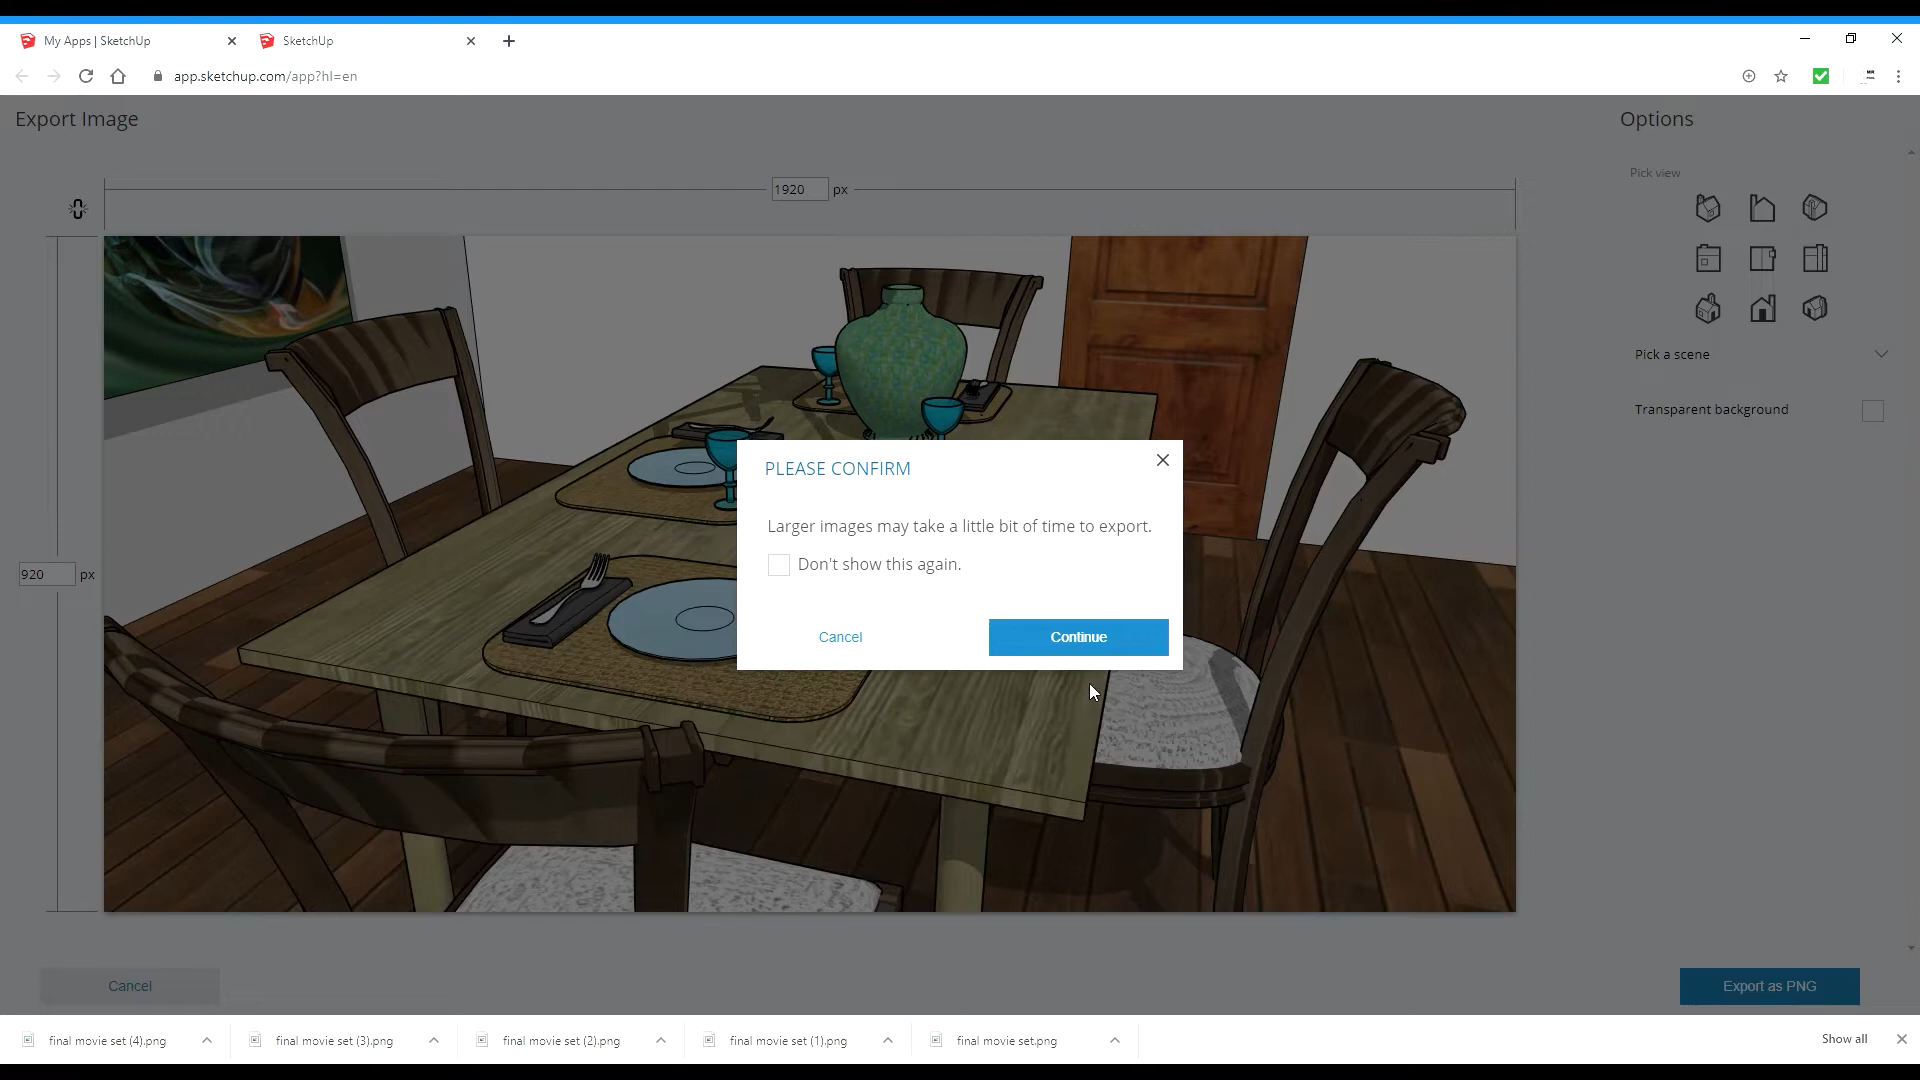 My Apps | SketchUp
SketchUp
app.sketchup.com/app?hl=en
Export Image
Options
Pick view
1920 px
Pick a scene
Transparent background
PLEASE CONFIRM
Larger images may take a little bit of time to export.
Don't show this again.
920 px
Cancel
Continue
Cancel
Export as PNG
final movie set (4).png
final movie set (3).png
final movie set (2).png
final movie set (1).png
final movie set.png
Show all